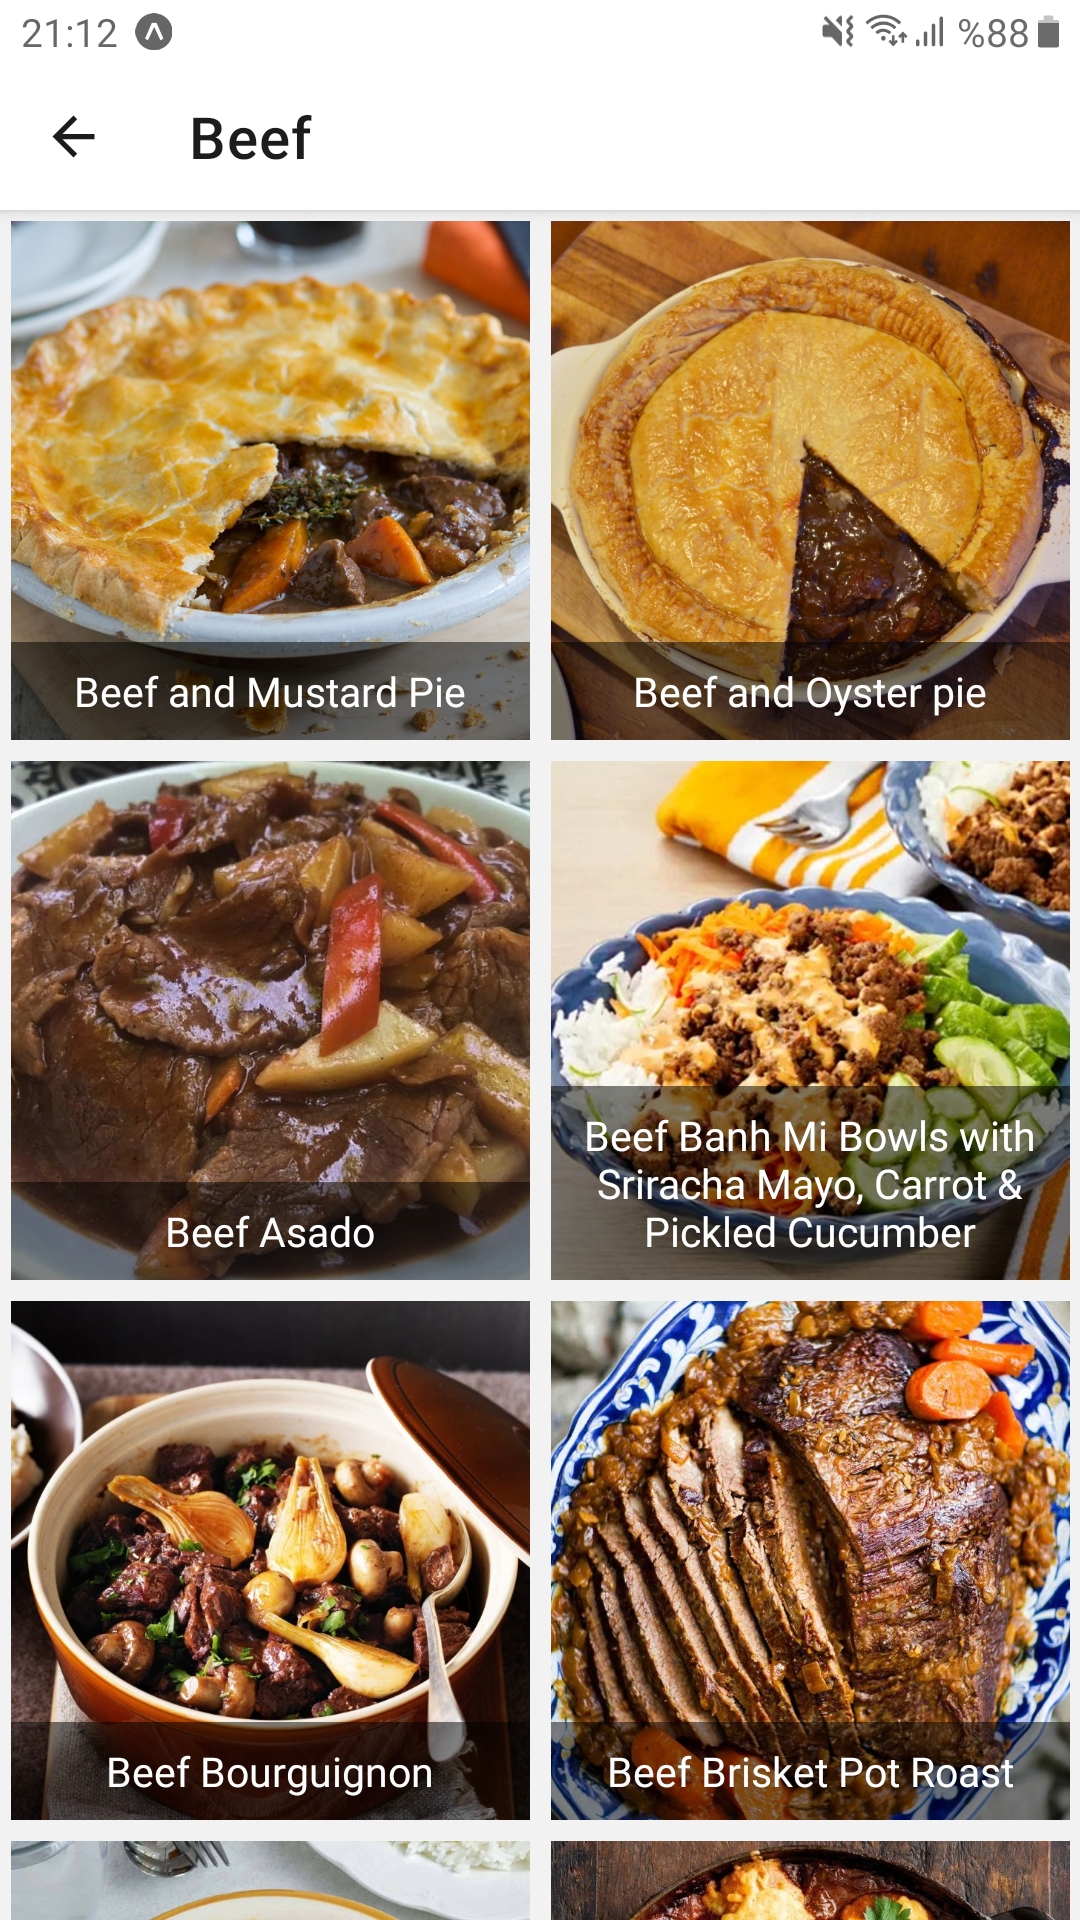 21:12
%88
Beef
Beef and Mustard Pie
Beef and Oyster pie
Beef Asado
Beef Banh Mi Bowls with
Sriracha Mayo, Carrot &
Pickled Cucumber
Beef Bourguignon
Beef Brisket Pot Roast